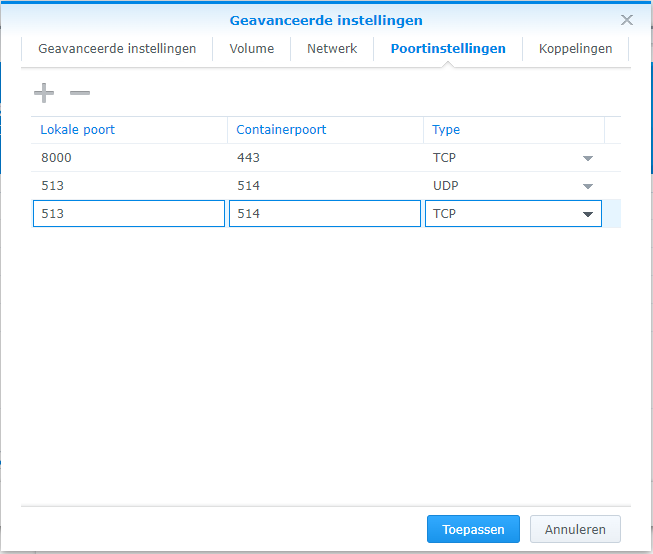 Geavanceerde instellingen
Geavanceerde instellingen Volume Netwerk Poortinstellingen Koppelingen
Lokale poort Containerpoort Type
8000 443 TCP
513 514 UDP
513 514 TCP
Toepassen Annuleren